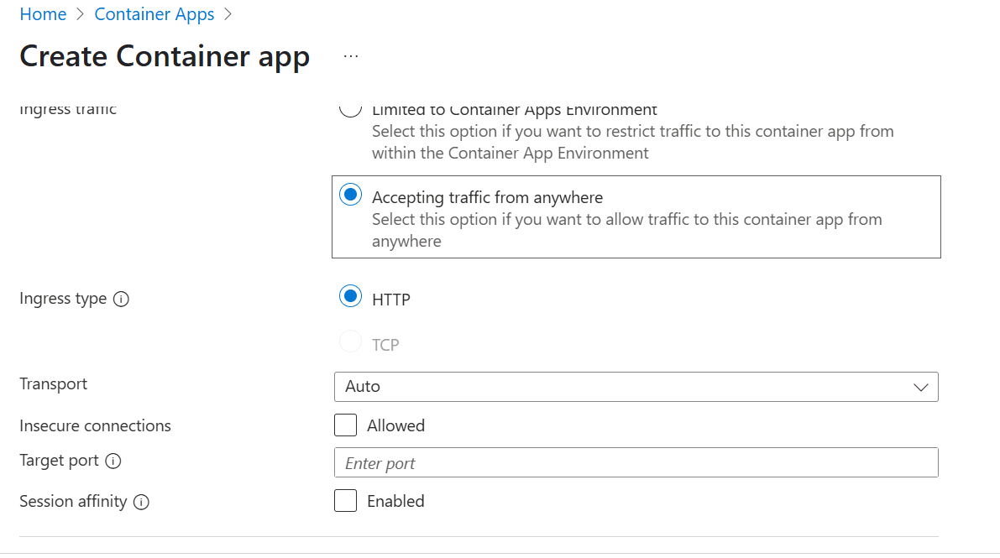 Home > Container Apps >
Create Container app ...
Ingress traffic
Limited to Container Apps Environment
Select this option if you want to restrict traffic to this container app from
within the Container App Environment
Accepting traffic from anywhere
Select this option if you want to allow traffic to this container app from
anywhere
Ingress type
HTTP
TCP
Transport
Auto
Insecure connections
Allowed
Target port
Enter port
Session affinity
Enabled